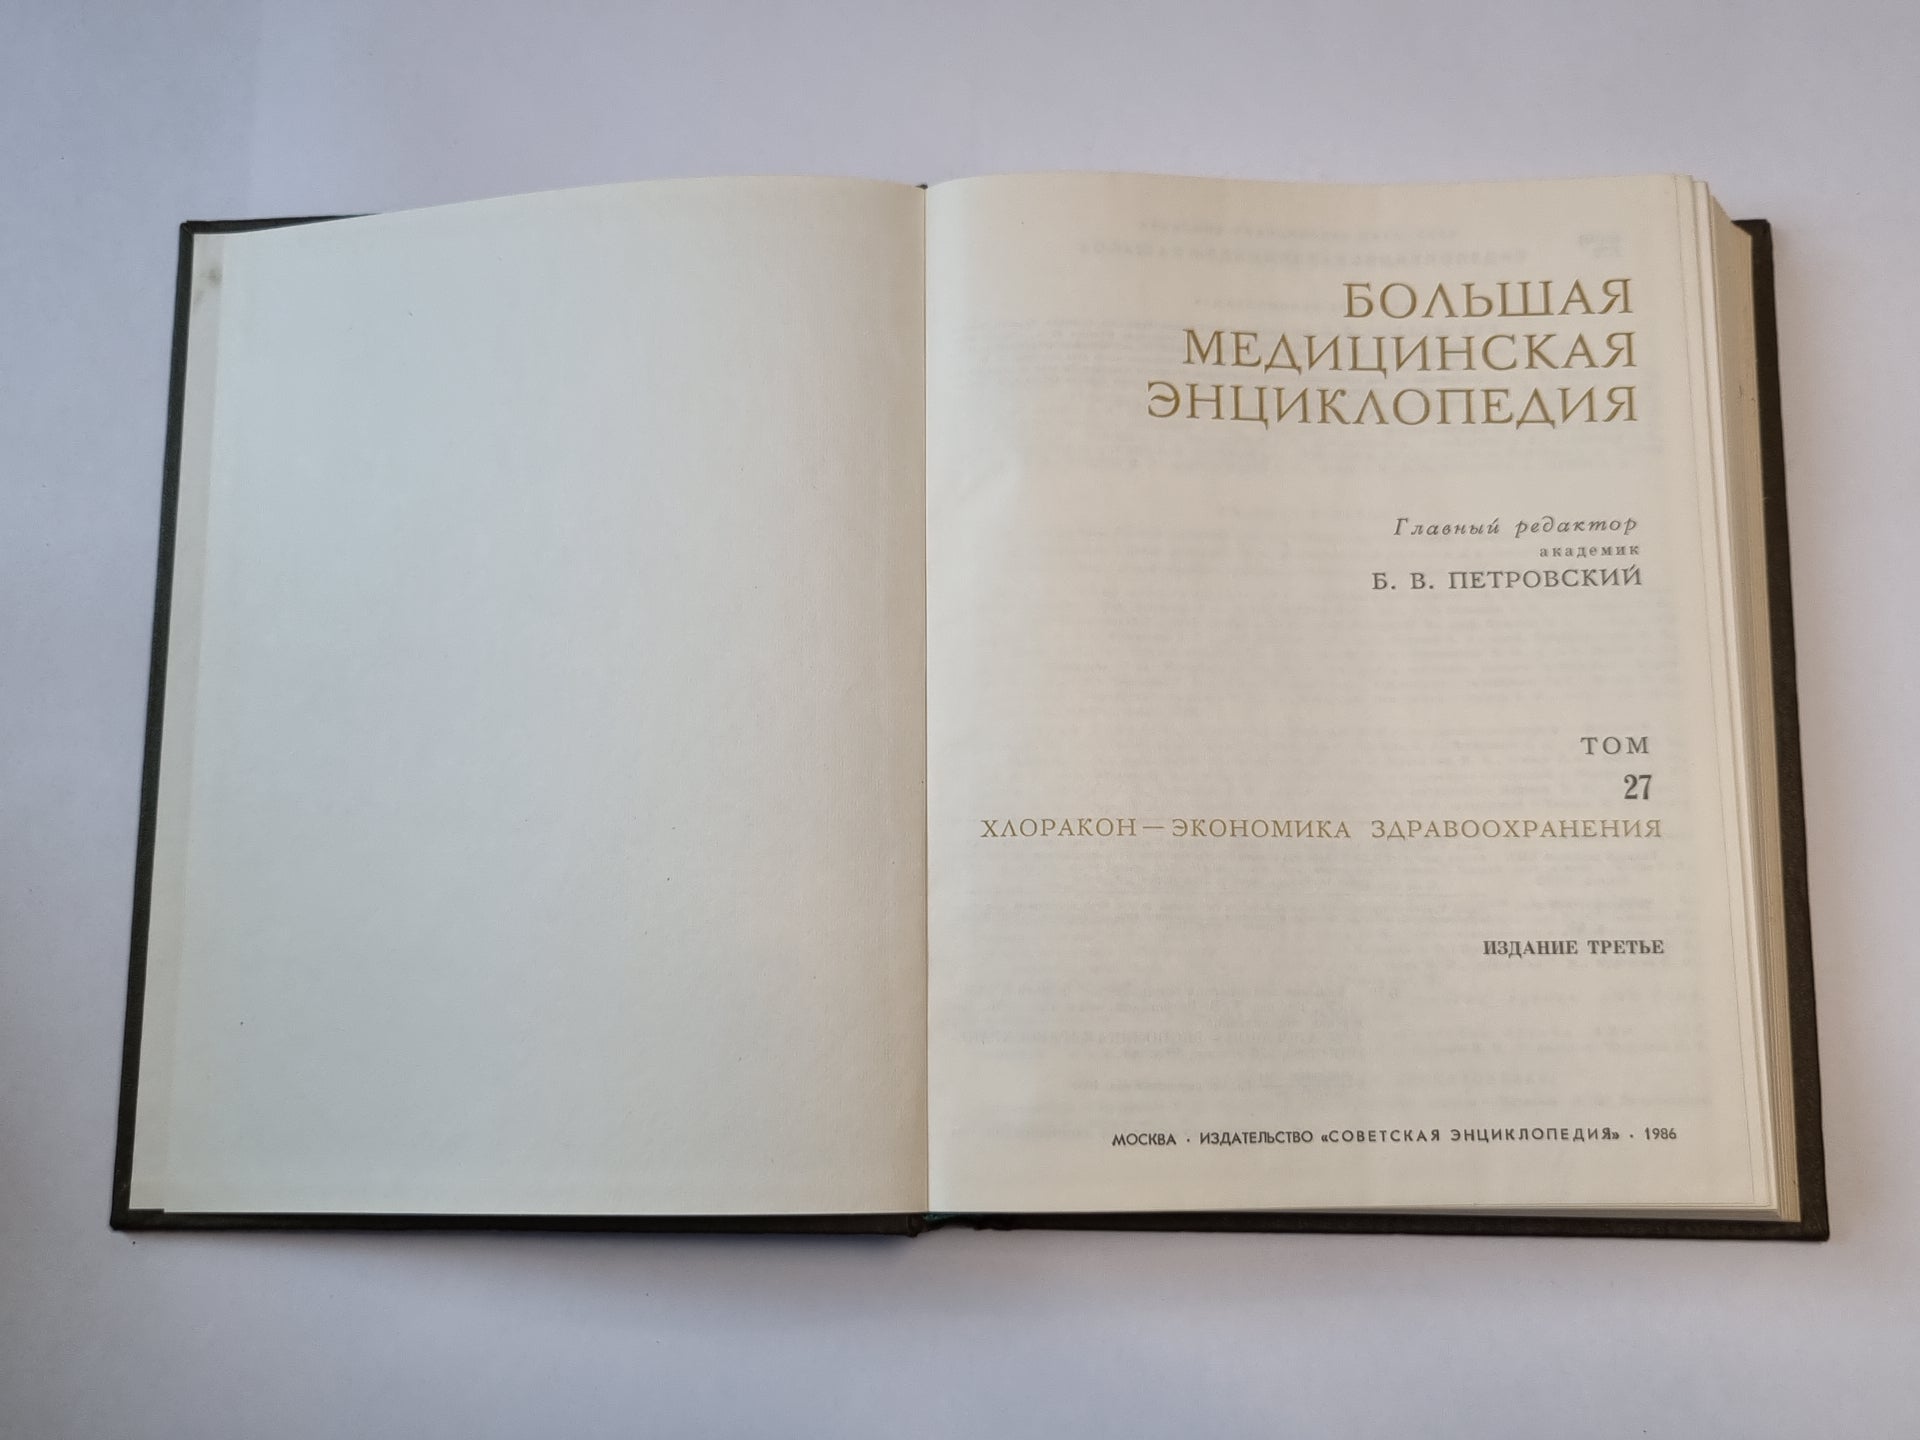 БОЛЬШАЯ
МЕДИЦИНСКАЯ
ЭНЦИКЛОПЕДИЯ
Главный редактор
академик
Б. В. ПЕТРОВСКИЙ
ТОМ
27
ХЛОРАКОН — ЭКОНОМИКА ЗДРАВООХРАНЕНИЯ
ИЗДАНИЕ ТРЕТЬЕ
МОСКВА · ИЗДАТЕЛЬСТВО «СОВЕТСКАЯ ЭНЦИКЛОПЕДИЯ» · 1986